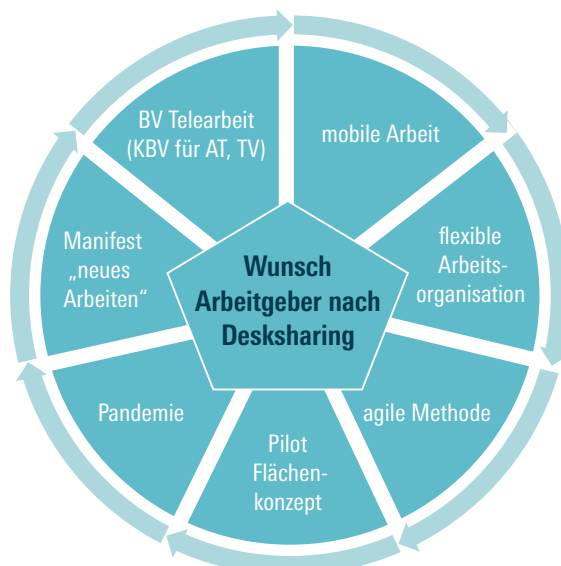 BV Telearbeit
(KBV für AT, TV)
mobile Arbeit
flexible
Arbeits-
organisation
agile Methode
Pilot
Flächen-
konzept
Pandemie
Manifest
„neues
Arbeiten“
Wunsch
Arbeitgeber nach
Desksharing